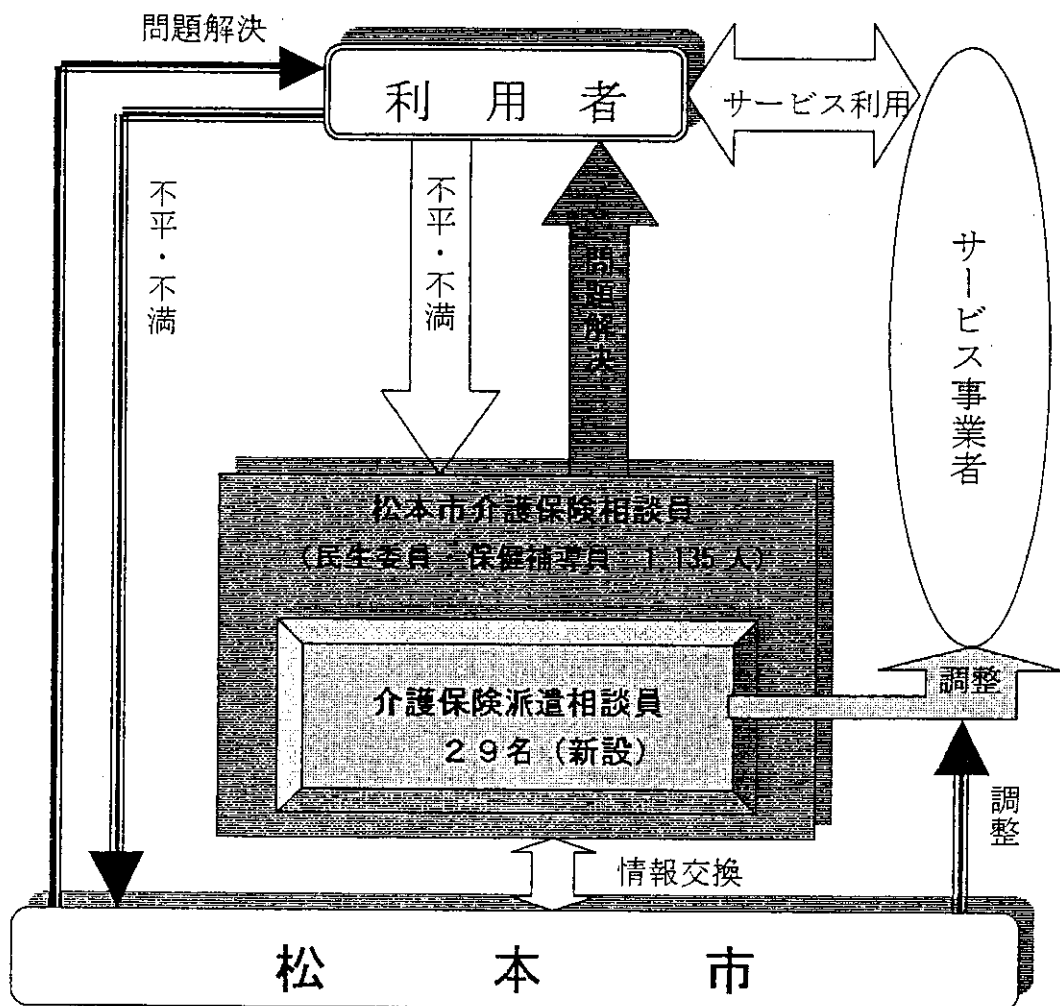 問題解決
利用者
サービス利用
不平・不満
不平・不満
問題解決
サービス事業者
松本市介護保険相談員
（民生委員・保健補導員　1,135人）
介護保険派遣相談員
２９名（新設）
調整
調整
情報交換
松本市